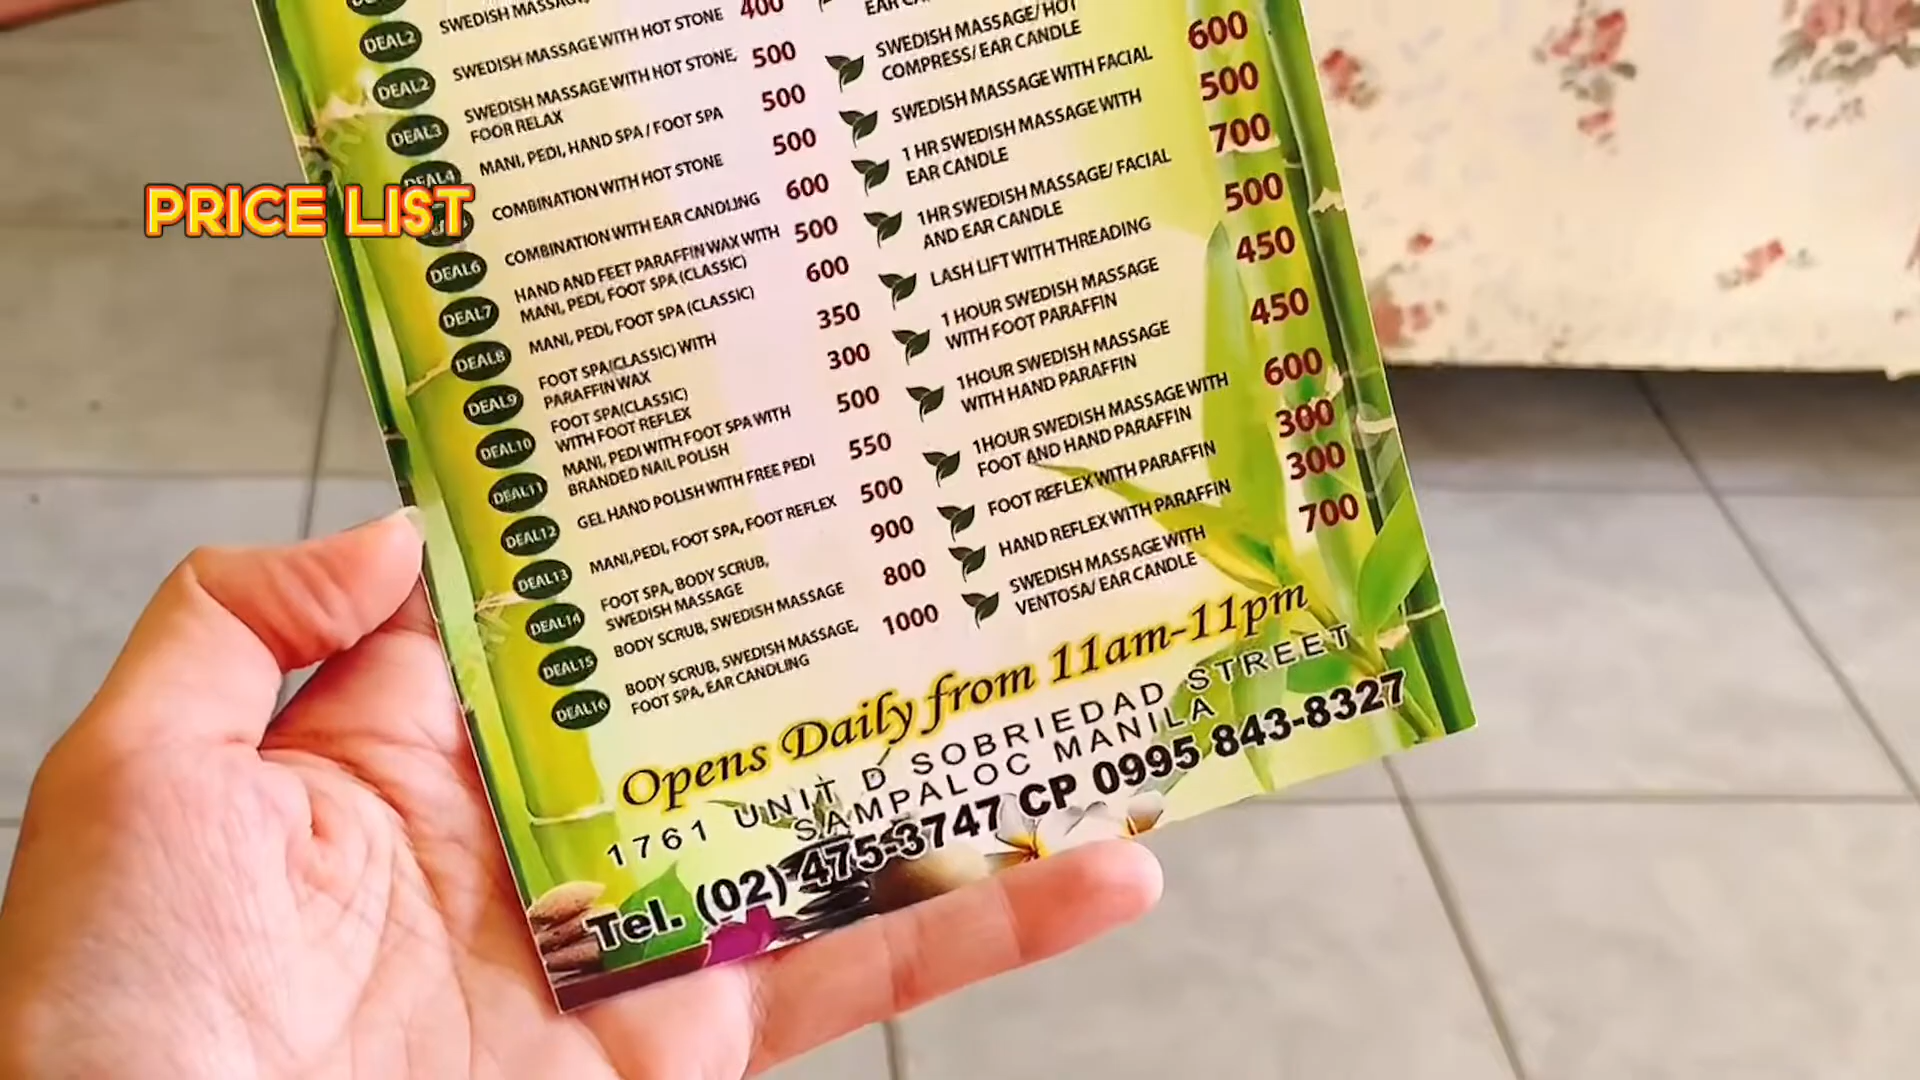 DEAL2
SWEDISH MASSAGE,
400
DEAL2
SWEDISH MASSAGE WITH HOT STONE
500
DEAL3
SWEDISH MASSAGE WITH HOT STONE,
FOOR RELAX
500
DEAL4
MANI, PEDI, HAND SPA / FOOT SPA
500
COMBINATION WITH HOT STONE
600
DEAL6
COMBINATION WITH EAR CANDLING
500
DEAL7
HAND AND FEET PARAFFIN WAX WITH
MANI, PEDI, FOOT SPA (CLASSIC)
600
DEAL8
MANI, PEDI, FOOT SPA (CLASSIC)
350
DEAL9
FOOT SPA(CLASSIC) WITH
PARAFFIN WAX
300
DEAL10
FOOT SPA(CLASSIC)
WITH FOOT REFLEX
500
DEAL11
MANI, PEDI WITH FOOT SPA WITH
BRANDED NAIL POLISH
550
DEAL12
GEL HAND POLISH WITH FREE PEDI
500
DEAL13
MANI,PEDI, FOOT SPA, FOOT REFLEX
900
DEAL14
FOOT SPA, BODY SCRUB,
SWEDISH MASSAGE
800
DEAL15
BODY SCRUB, SWEDISH MASSAGE
1000
DEAL16
BODY SCRUB, SWEDISH MASSAGE,
FOOT SPA, EAR CANDLING
SWEDISH MASSAGE/ HOT
COMPRESS/ EAR CANDLE
600
SWEDISH MASSAGE WITH FACIAL
500
1 HR SWEDISH MASSAGE WITH
EAR CANDLE
700
1HR SWEDISH MASSAGE/ FACIAL
AND EAR CANDLE
500
LASH LIFT WITH THREADING
450
1 HOUR SWEDISH MASSAGE
WITH FOOT PARAFFIN
450
1HOUR SWEDISH MASSAGE
WITH HAND PARAFFIN
600
1HOUR SWEDISH MASSAGE WITH
FOOT AND HAND PARAFFIN
300
FOOT REFLEX WITH PARAFFIN
300
HAND REFLEX WITH PARAFFIN
700
SWEDISH MASSAGE WITH
VENTOSA/ EAR CANDLE
PRICE LIST
Opens Daily from 11am-11pm
1761 UNIT D SOBRIEDAD STREET
SAMPALOC MANILA
Tel. (02) 475-3747 CP 0995 843-8327